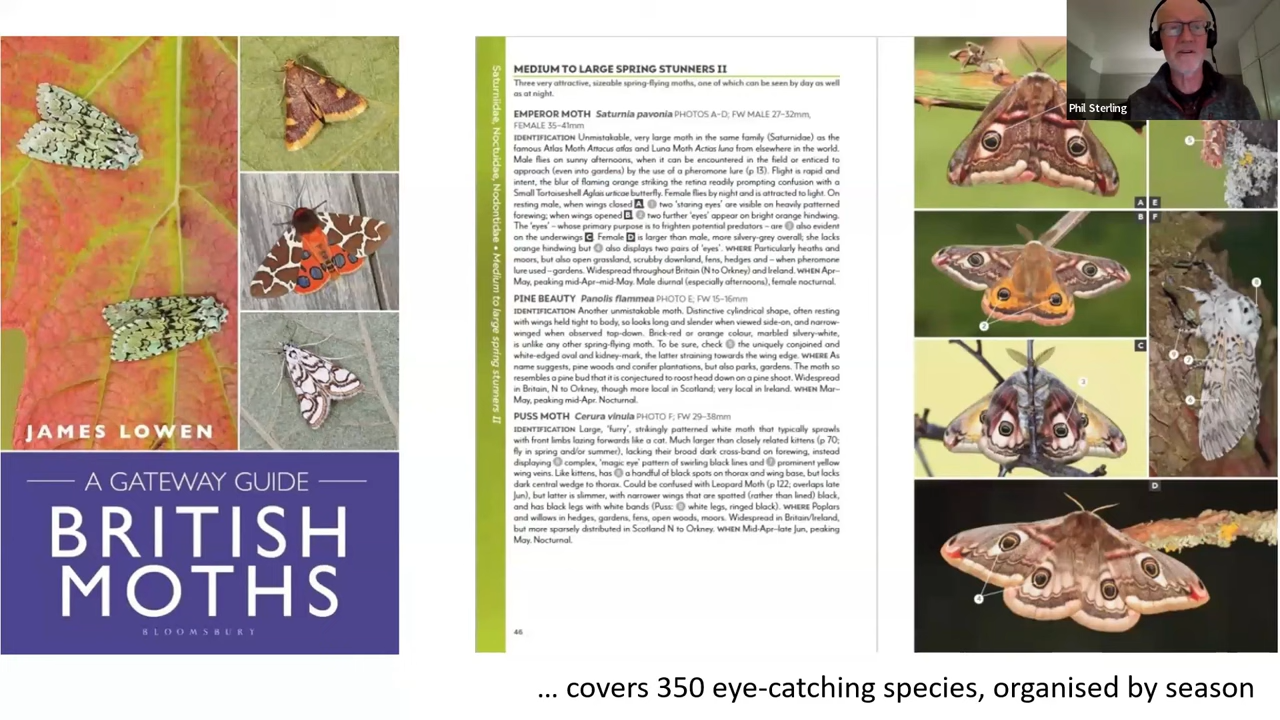 JAMES LOWEN
A GATEWAY GUIDE
BRITISH
MOTHS
BLOOMSBURY
Saturniidae, Noctuidae, Nodontidae • Medium to large spring stunners II
MEDIUM TO LARGE SPRING STUNNERS II
Three very attractive, sizeable spring-flying moths, one of which can be seen by day as well
as at night.
EMPEROR MOTH Saturnia pavonia PHOTOS A–D; FW MALE 27–32mm,
FEMALE 35–41mm
IDENTIFICATION Unmistakable, very large moth in the same family (Saturnidae) as the
famous Atlas Moth Attacus atlas and Luna Moth Actias luna from elsewhere in the world.
Male flies on sunny afternoons, when it can be encountered in the field or enticed to
approach (even into gardens) by the use of a pheromone lure (p 13). Flight is rapid and
intent, the blur of flaming orange striking the retina readily prompting confusion with a
Small Tortoiseshell Aglais urticae butterfly. Female flies by night and is attracted to light. On
resting male, when wings closed A, 1 two 'staring eyes' are visible on heavily patterned
forewing; when wings opened B, 2 two further 'eyes' appear on bright orange hindwing.
The 'eyes' – whose primary purpose is to frighten potential predators – are 3 also evident
on the underwings C. Female D is larger than male, more silvery-grey overall; she lacks
orange hindwing but 4 also displays two pairs of 'eyes'. WHERE Particularly heaths and
moors, but also open grassland, scrubby downland, fens, hedges and – when pheromone
lure used – gardens. Widespread throughout Britain (N to Orkney) and Ireland. WHEN Apr–
May, peaking mid-Apr–mid-May. Male diurnal (especially afternoons), female nocturnal.
PINE BEAUTY Panolis flammea PHOTO E; FW 15–16mm
IDENTIFICATION Another unmistakable moth. Distinctive cylindrical shape, often resting
with wings held tight to body, so looks long and slender when viewed side-on, and narrow-
winged when observed top-down. Brick-red or orange colour, marbled silvery-white,
is unlike any other spring-flying moth. To be sure, check 5 the uniquely conjoined and
white-edged oval and kidney-mark, the latter straining towards the wing edge. WHERE As
name suggests, pine woods and conifer plantations, but also parks, gardens. The moth so
resembles a pine bud that it is conjectured to roost head down on a pine shoot. Widespread
in Britain, N to Orkney, though more local in Scotland; very local in Ireland. WHEN Mar–
May, peaking mid-Apr. Nocturnal.
PUSS MOTH Cerura vinula PHOTO F; FW 29–38mm
IDENTIFICATION Large, 'furry', strikingly patterned white moth that typically sprawls
with front limbs lazing forwards like a cat. Much larger than closely related kittens (p 70;
fly in spring and/or summer), lacking their broad dark cross-band on forewing, instead
displaying complex, 'magic eye' pattern of swirling black lines and prominent yellow
wing veins. Like kittens, has a handful of black spots on thorax and wing base, but lacks
dark central wedge to thorax. Could be confused with Leopard Moth (p 122; overlaps late
Jun), but latter is slimmer, with narrower wings that are spotted (rather than lined) black,
and has black legs with white bands (Puss: white legs, ringed black). WHERE Poplars
and willows in hedges, gardens, fens, open woods, moors. Widespread in Britain/Ireland,
but more sparsely distributed in Scotland N to Orkney. WHEN Mid-Apr–late Jun, peaking
May. Nocturnal.
46
Phil Sterling
5
A E
B F
2
C
3
D
4
... covers 350 eye-catching species, organised by season